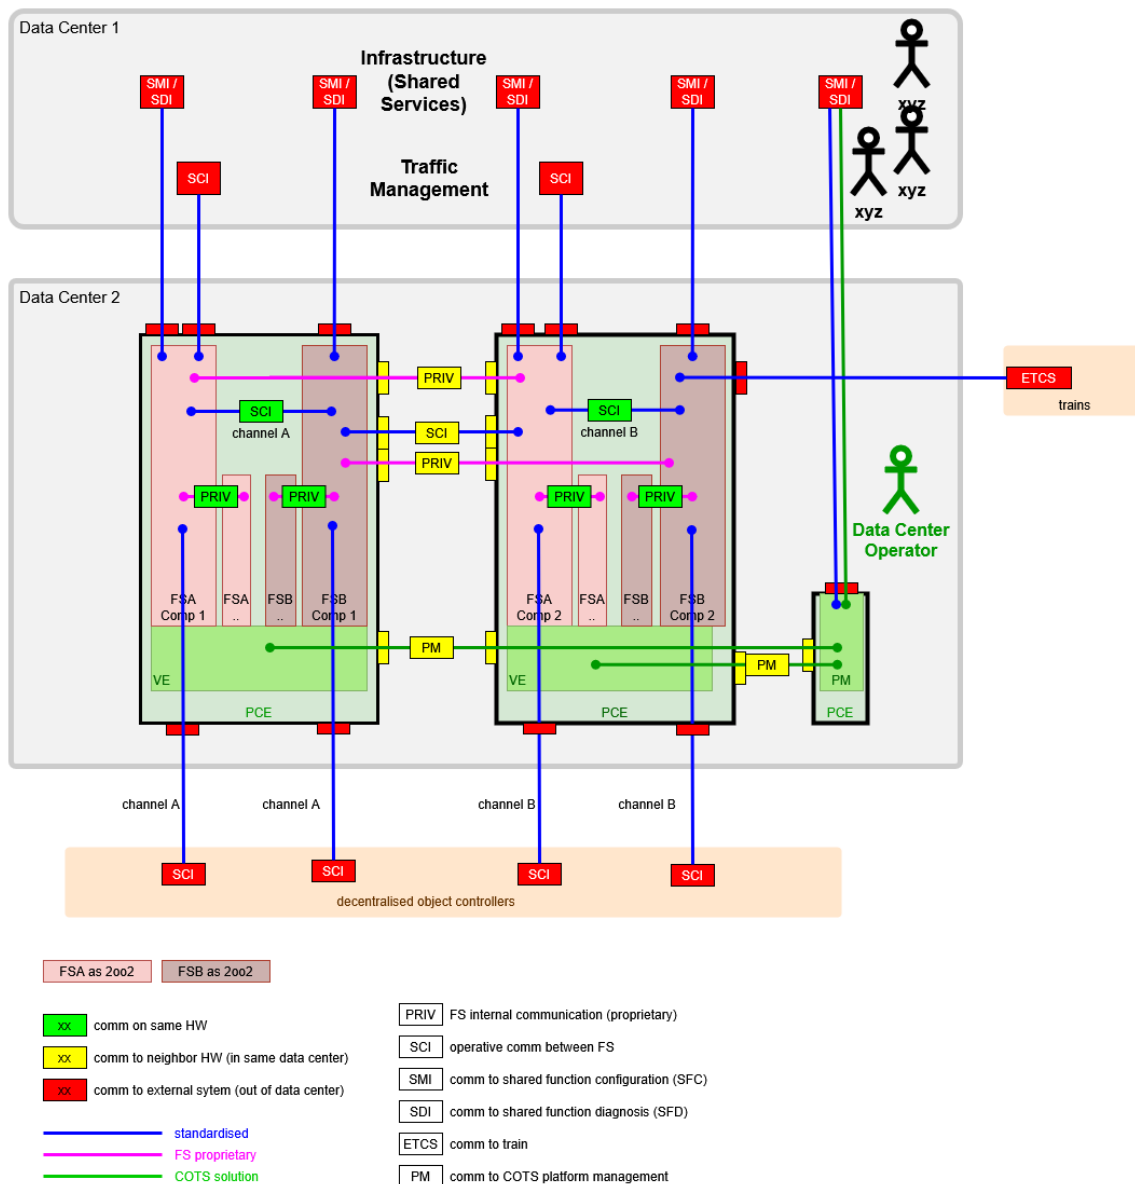 Data Center 1
Infrastructure
(Shared
Services)
SMI /
SDI
SMI /
SDI
SMI /
SDI
SMI /
SDI
SMI /
SDI
xyz
Traffic
Management
SCI
SCI
xyz
xyz
Data Center 2
PRIV
ETCS
trains
SCI
channel A
SCI
SCI
channel B
PRIV
PRIV
PRIV
PRIV
PRIV
Data Center
Operator
FSA
Comp 1
FSA
..
FSB
..
FSB
Comp 1
FSA
Comp 2
FSA
..
FSB
..
FSB
Comp 2
PM
PM
VE
VE
PM
PCE
PCE
PCE
channel A
channel A
channel B
channel B
SCI
SCI
SCI
SCI
decentralised object controllers
FSA as 2oo2
FSB as 2oo2
xx comm on same HW
xx comm to neighbor HW (in same data center)
xx comm to external sytem (out of data center)
standardised
FS proprietary
COTS solution
PRIV FS internal communication (proprietary)
SCI operative comm between FS
SMI comm to shared function configuration (SFC)
SDI comm to shared function diagnosis (SFD)
ETCS comm to train
PM comm to COTS platform management